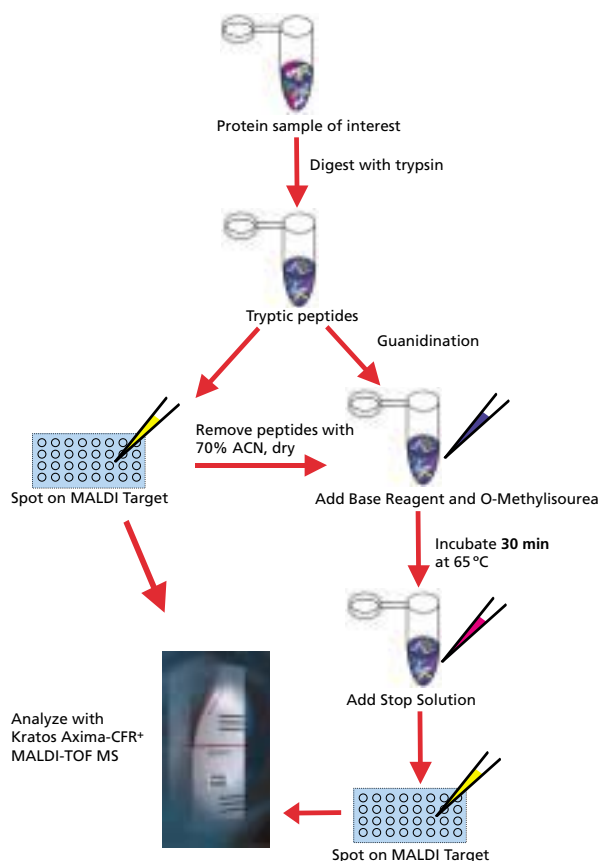 Protein sample of interest
Digest with trypsin
Tryptic peptides
Guanidination
Remove peptides with
70% ACN, dry
Spot on MALDI Target
Add Base Reagent and O-Methylisourea
Incubate 30 min
at 65 °C
Add Stop Solution
Analyze with
Kratos Axima-CFR+
MALDI-TOF MS
Spot on MALDI Target